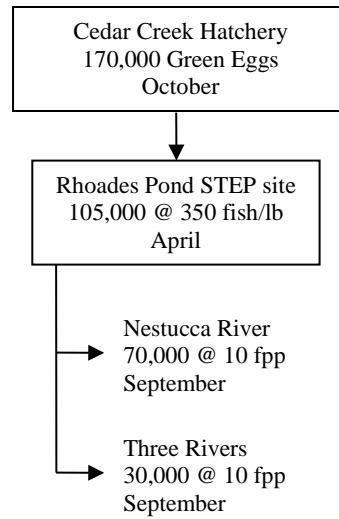 Cedar Creek Hatchery
170,000 Green Eggs
October
Rhoades Pond STEP site
105,000 @ 350 fish/lb
April
Nestucca River
70,000 @ 10 fpp
September
Three Rivers
30,000 @ 10 fpp
September